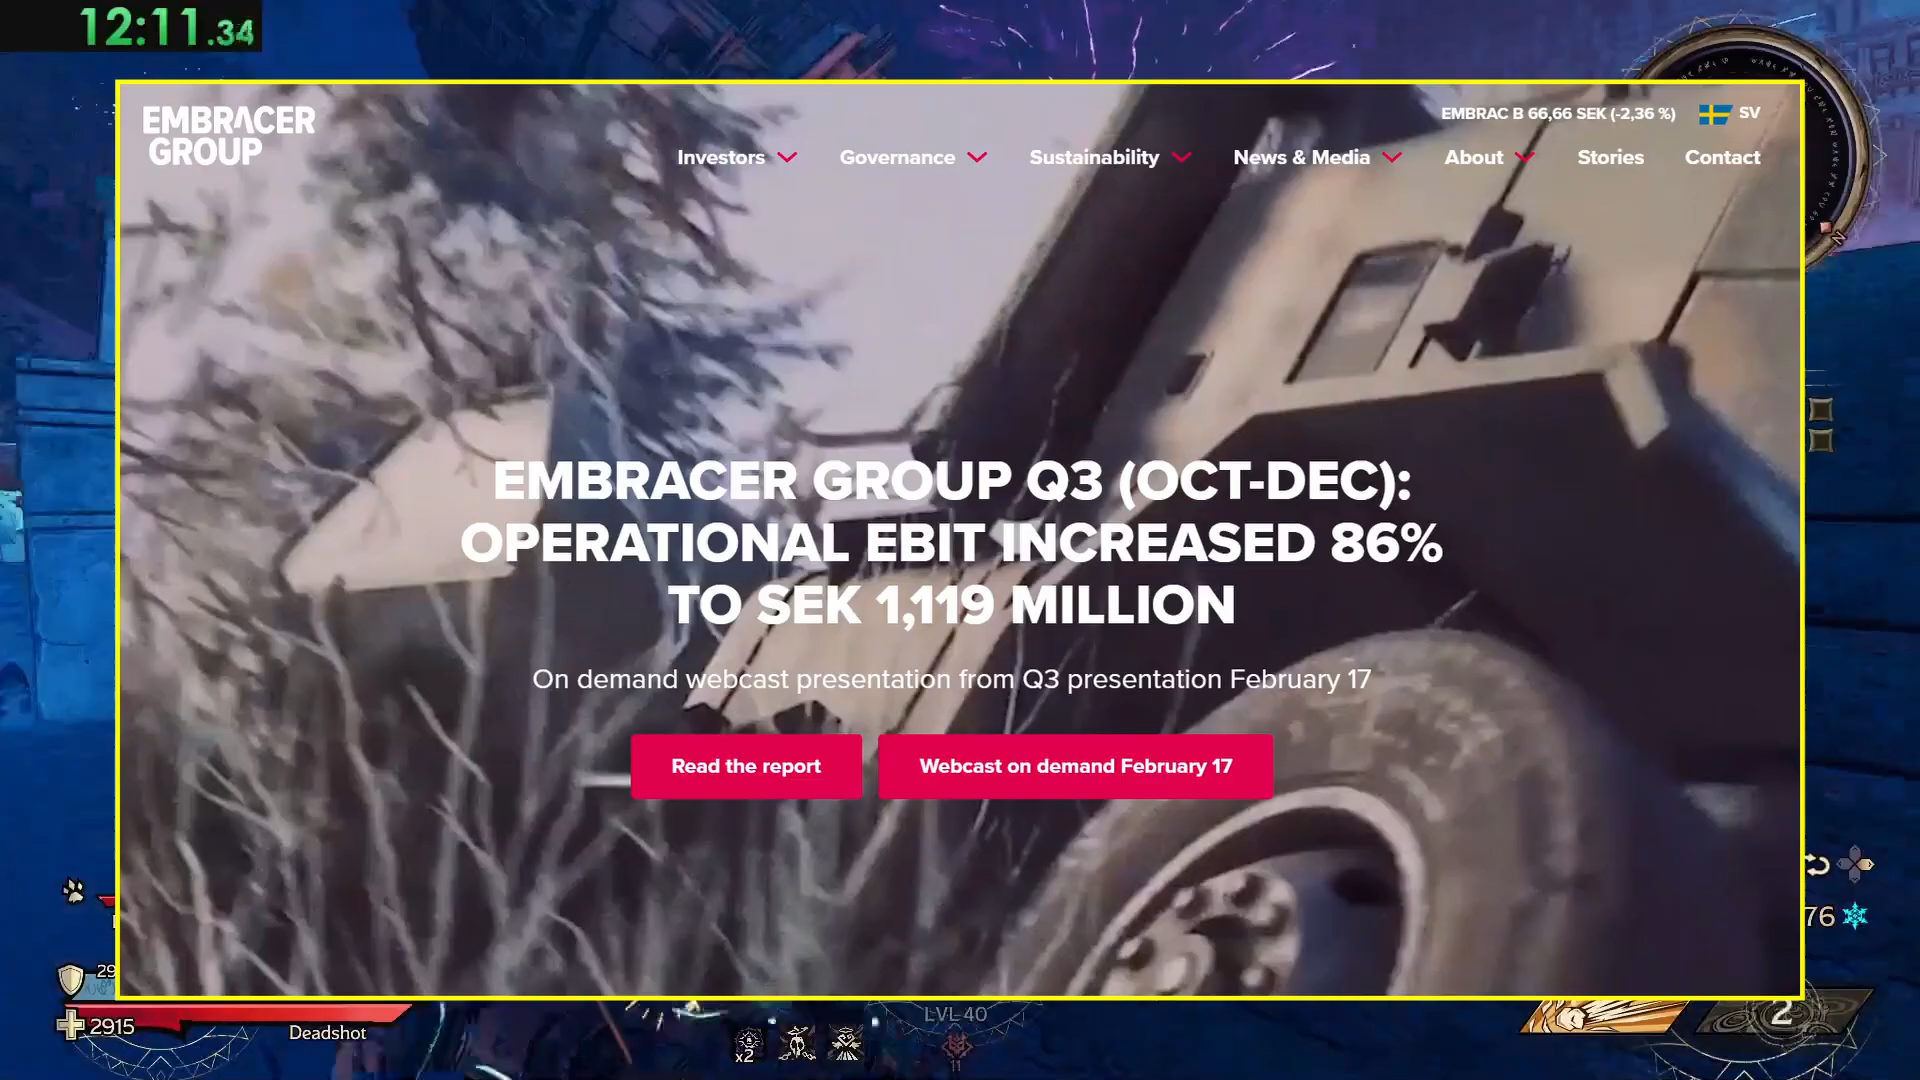 12:11.34
EMBRACER
GROUP
EMBRAC B 66,66 SEK (-2,36 %)
SV
Investors
Governance
Sustainability
News & Media
About
Stories
Contact
N
EMBRACER GROUP Q3 (OCT-DEC):
OPERATIONAL EBIT INCREASED 86%
TO SEK 1,119 MILLION
On demand webcast presentation from Q3 presentation February 17
Read the report
Webcast on demand February 17
76
29
2915
Deadshot
x2
LVL 40
11
2